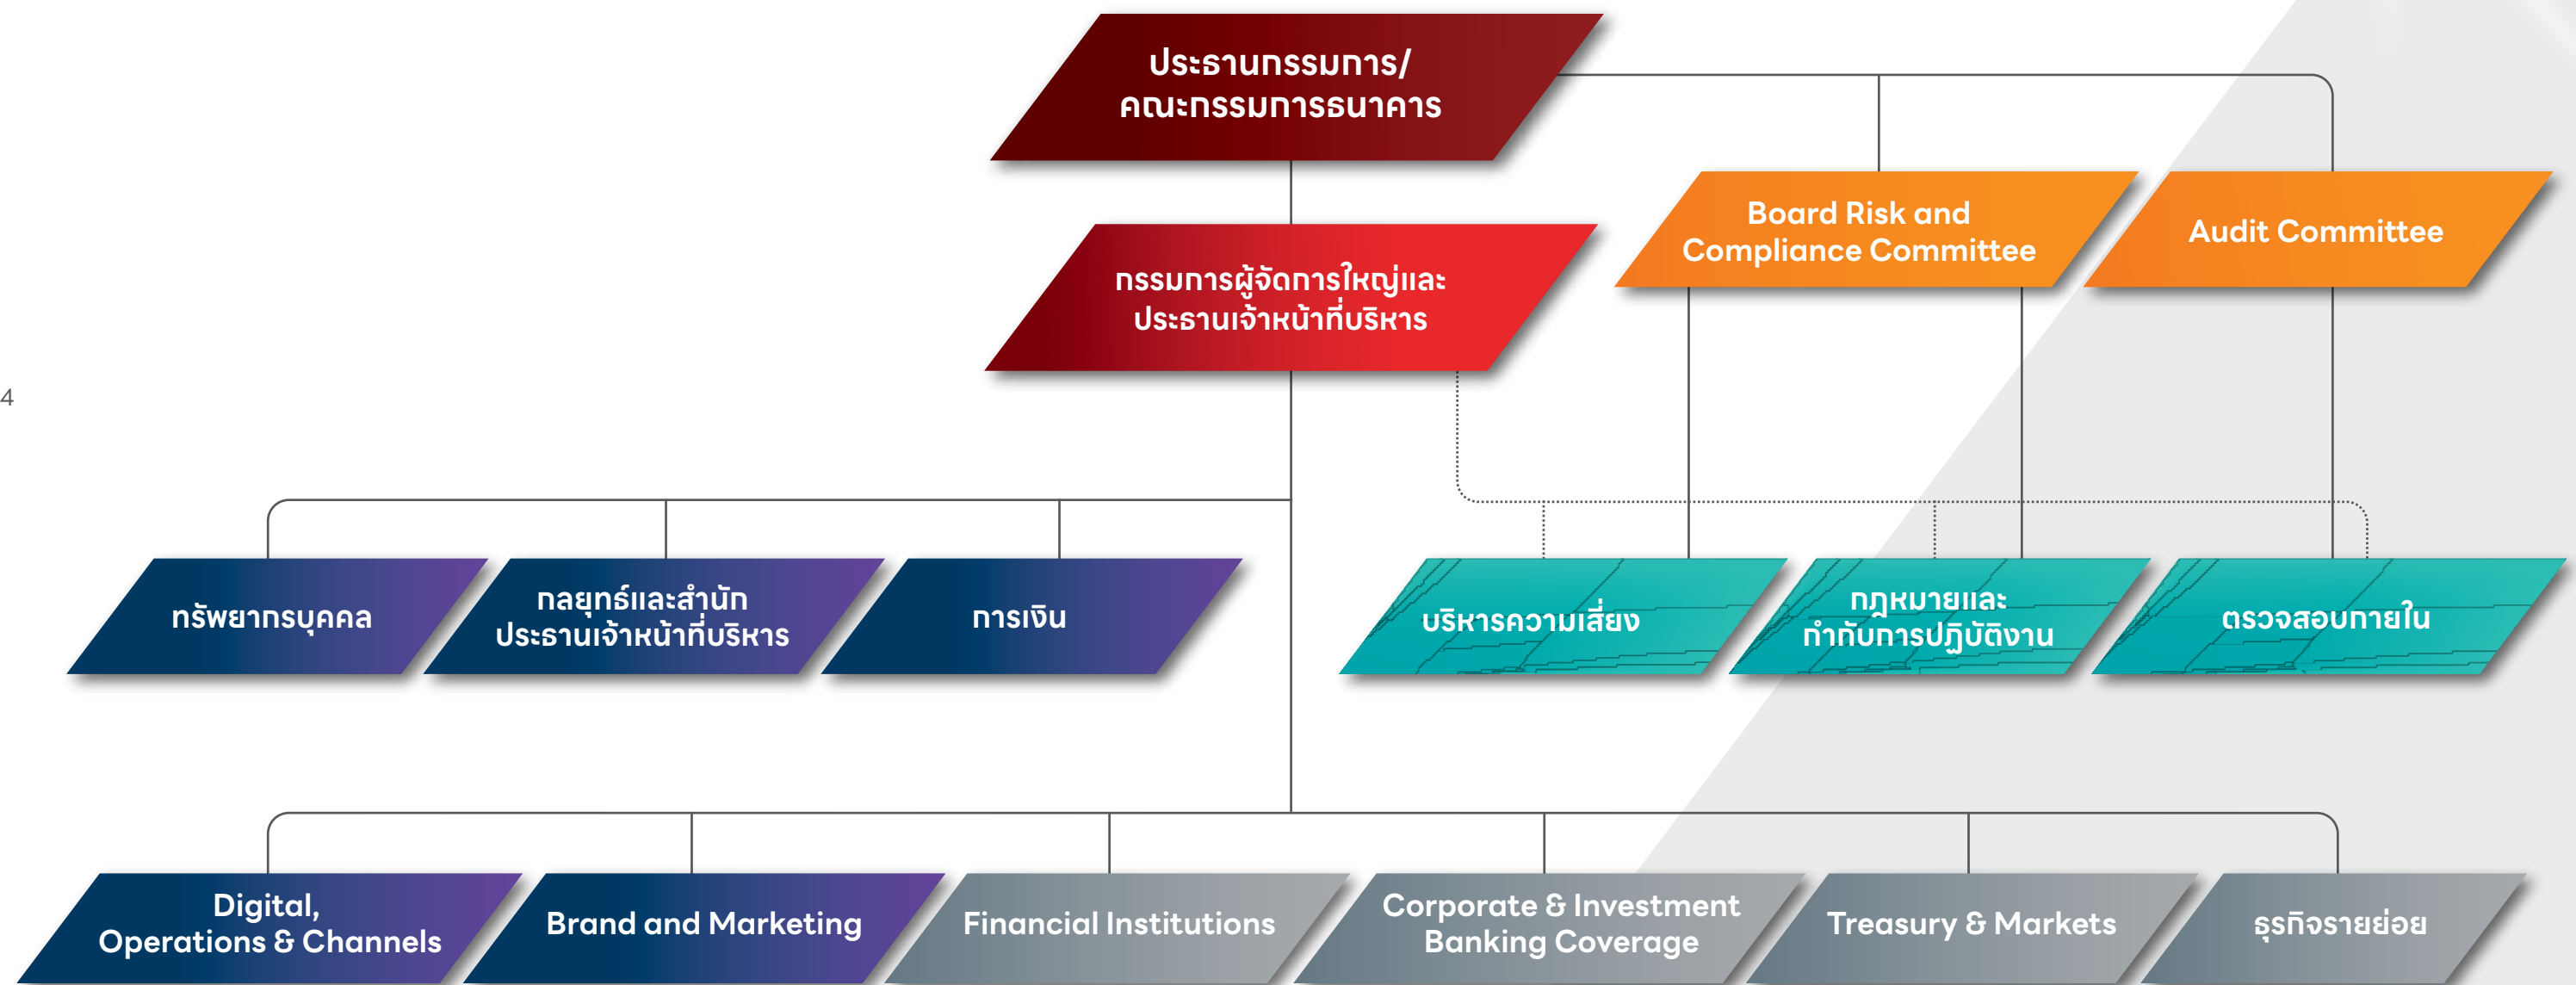 ประธานกรรมการ/
คณะกรรมการธนาคาร
Board Risk and
Compliance Committee
Audit Committee
กรรมการผู้จัดการใหญ่และ
ประธานเจ้าหน้าที่บริหาร
4
ทรัพยากรบุคคล
กลยุทธ์และสำนัก
ประธานเจ้าหน้าที่บริหาร
การเงิน
บริหารความเสี่ยง
กฎหมายและ
กำกับการปฏิบัติงาน
ตรวจสอบภายใน
Digital,
Operations & Channels
Brand and Marketing
Financial Institutions
Corporate & Investment
Banking Coverage
Treasury & Markets
ธุรกิจรายย่อย